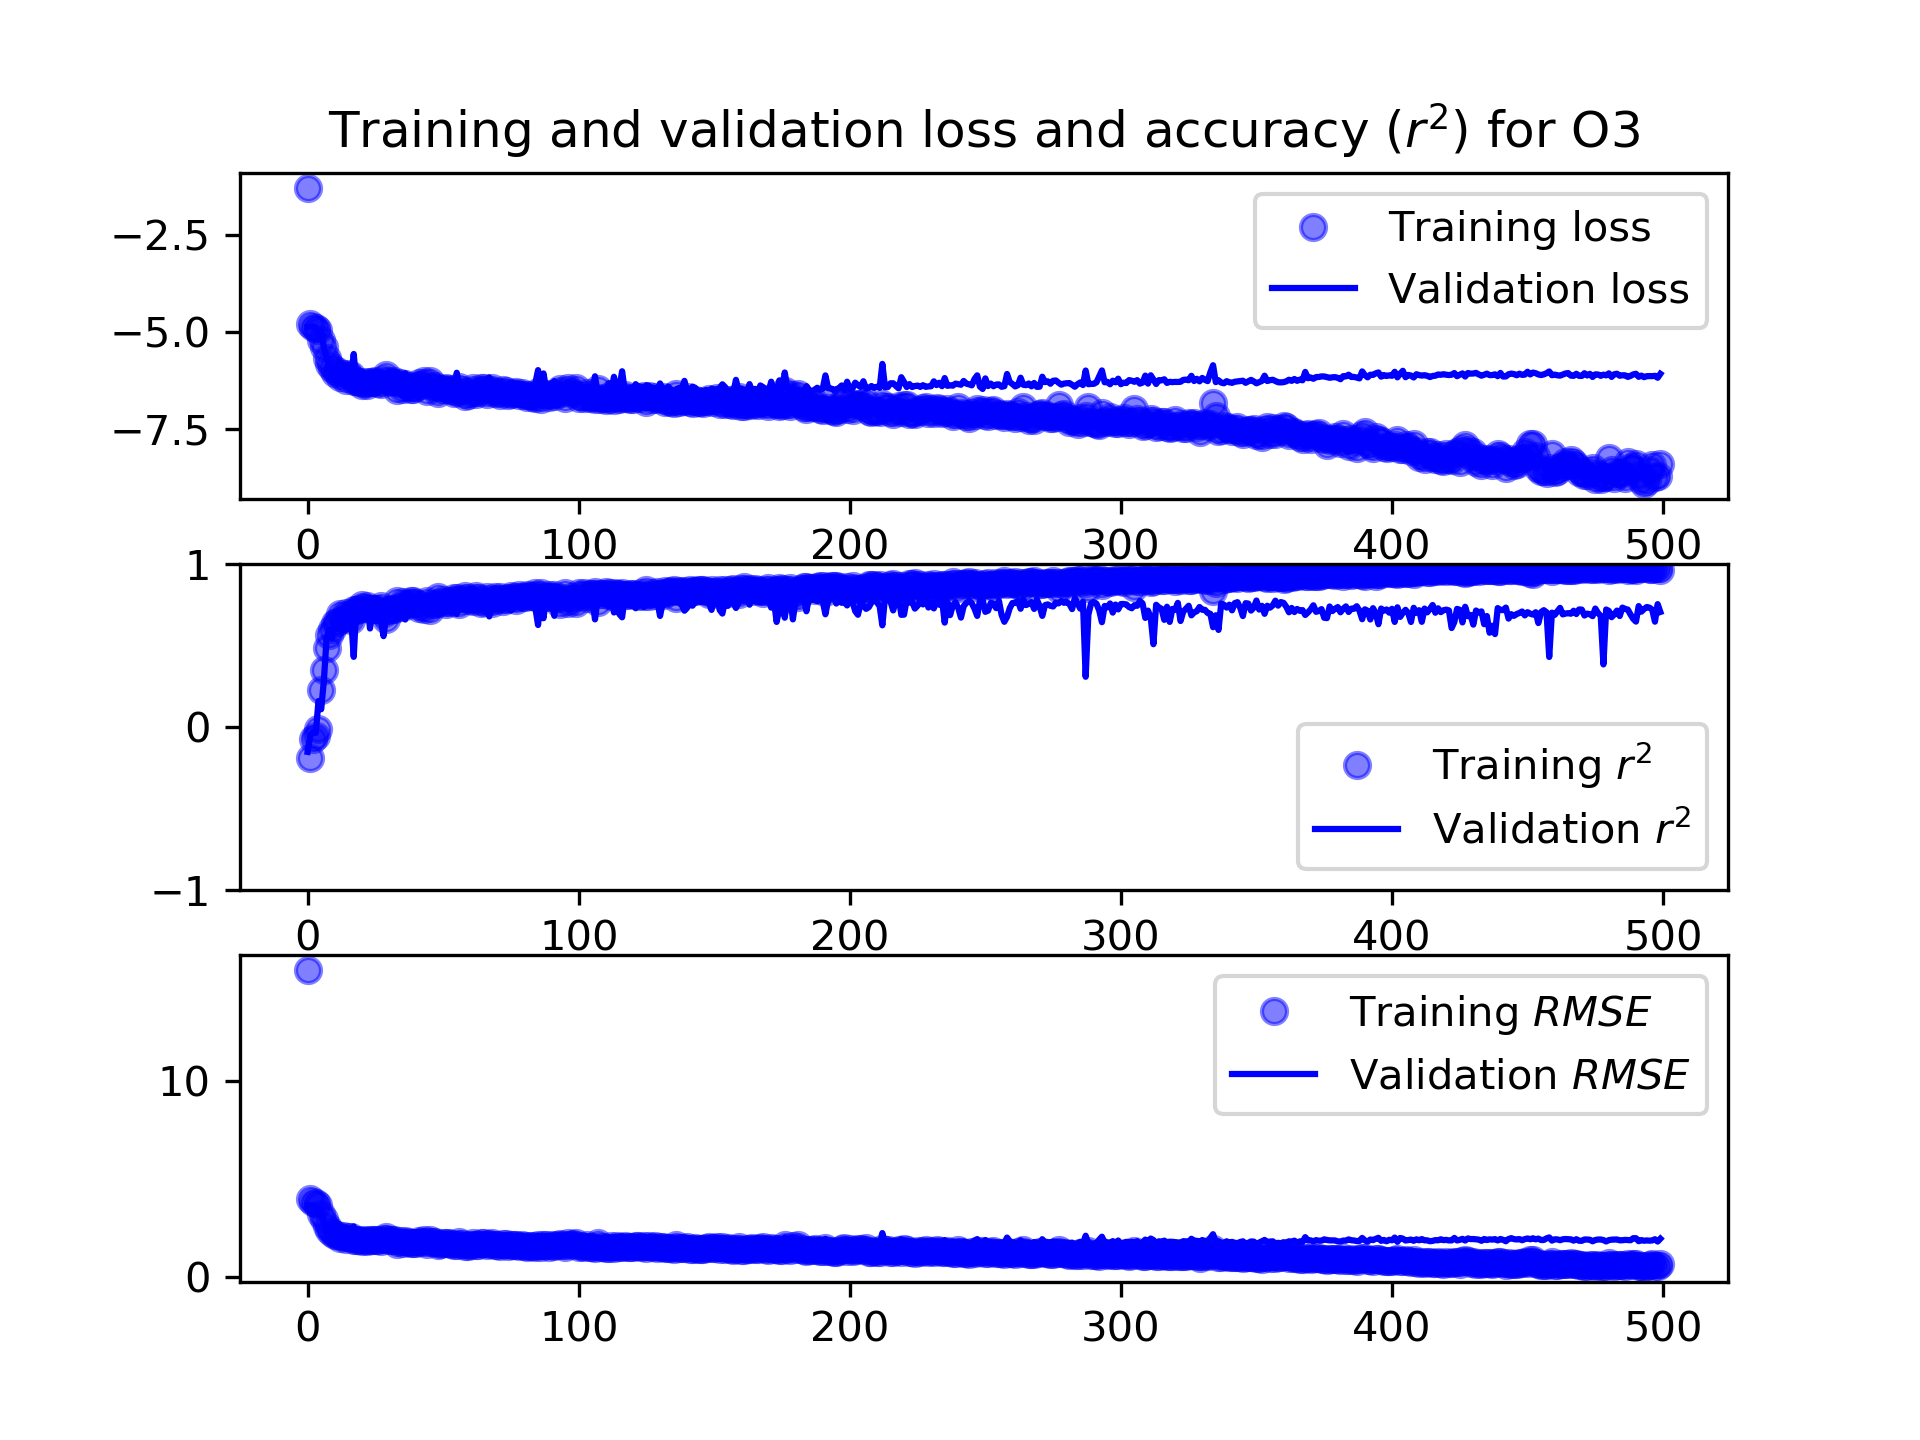 Training and validation loss and accuracy (r²) for O3
−2.5
−5.0
−7.5
Training loss
Validation loss
0 100 200 300 400 500
1
0
−1
Training r²
Validation r²
0 100 200 300 400 500
10
0
Training RMSE
Validation RMSE
0 100 200 300 400 500